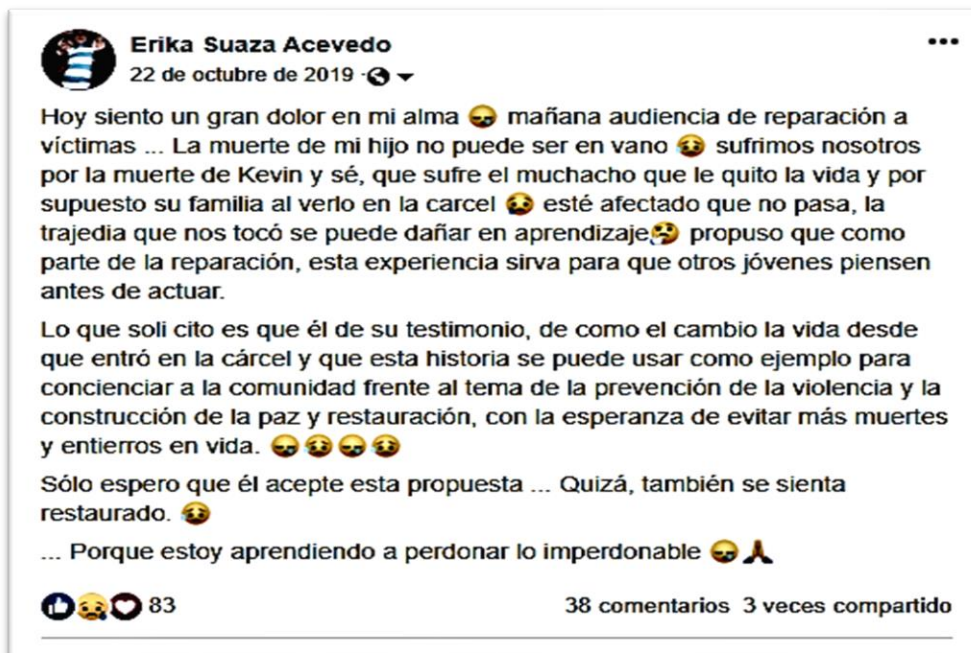 Erika Suaza Acevedo
22 de octubre de 2019
Hoy siento un gran dolor en mi alma 😪 mañana audiencia de reparación a
víctimas ... La muerte de mi hijo no puede ser en vano 😢 sufrimos nosotros
por la muerte de Kevin y sé, que sufre el muchacho que le quito la vida y por
supuesto su familia al verlo en la carcel 😢 esté afectado que no pasa, la
trajedia que nos tocó se puede dañar en aprendizaje🤔 propuso que como
parte de la reparación, esta experiencia sirva para que otros jóvenes piensen
antes de actuar.
Lo que soli cito es que él de su testimonio, de como el cambio la vida desde
que entró en la cárcel y que esta historia se puede usar como ejemplo para
concienciar a la comunidad frente al tema de la prevención de la violencia y la
construcción de la paz y restauración, con la esperanza de evitar más muertes
y entierros en vida. 😪😢😪😢
Sólo espero que él acepte esta propuesta ... Quizá, también se sienta
restaurado. 😢
... Porque estoy aprendiendo a perdonar lo imperdonable 😪🙏
83
38 comentarios 3 veces compartido